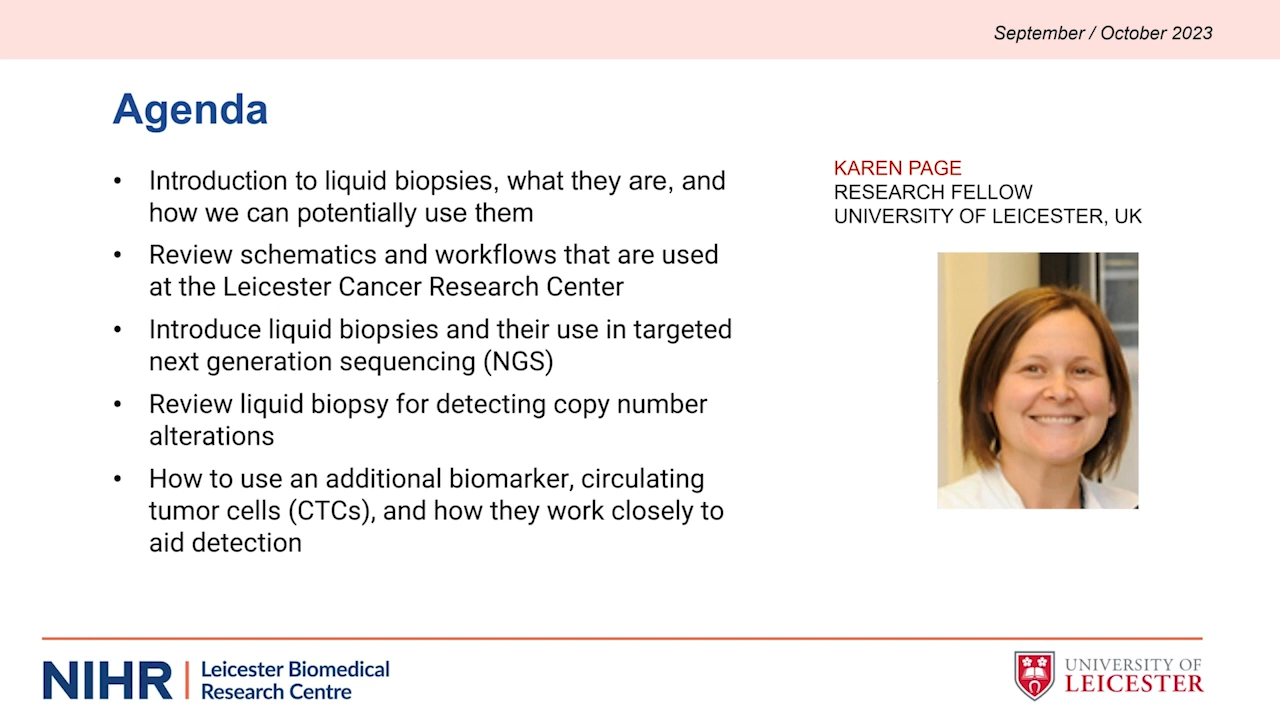 September / October 2023
Agenda
• Introduction to liquid biopsies, what they are, and
how we can potentially use them
• Review schematics and workflows that are used
at the Leicester Cancer Research Center
• Introduce liquid biopsies and their use in targeted
next generation sequencing (NGS)
• Review liquid biopsy for detecting copy number
alterations
• How to use an additional biomarker, circulating
tumor cells (CTCs), and how they work closely to
aid detection
KAREN PAGE
RESEARCH FELLOW
UNIVERSITY OF LEICESTER, UK
NIHR | Leicester Biomedical
Research Centre
UNIVERSITY OF
LEICESTER